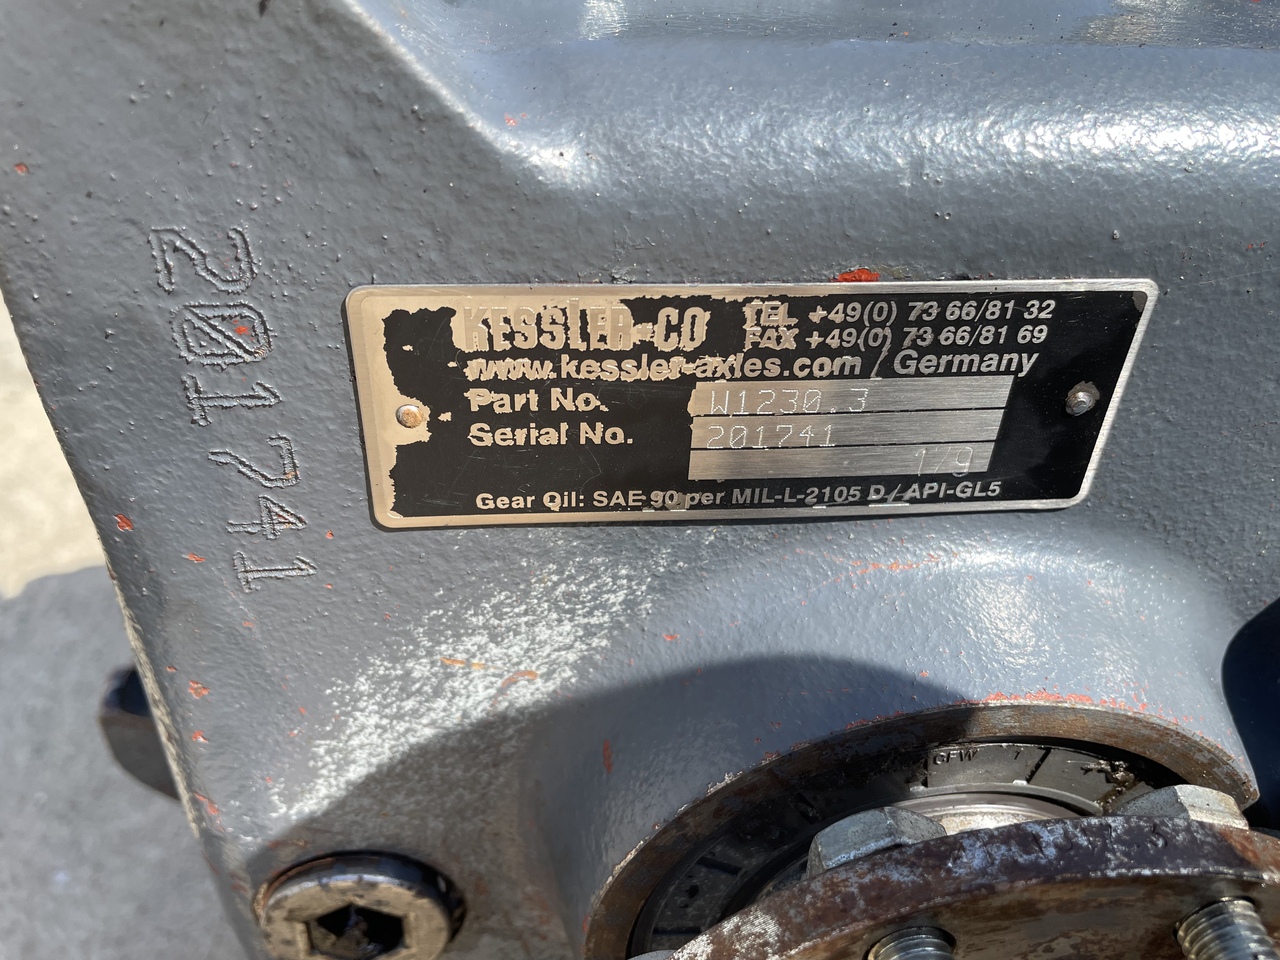 KESSLER+CO TEL +49(0) 73 66/81 32
FAX +49(0) 73 66/81 69
www.kessler-axles.com / Germany
Part No. W1230.3
Serial No. 201741
179
Gear Oil: SAE 90 per MIL-L-2105 D / API-GL5
201741
CFW